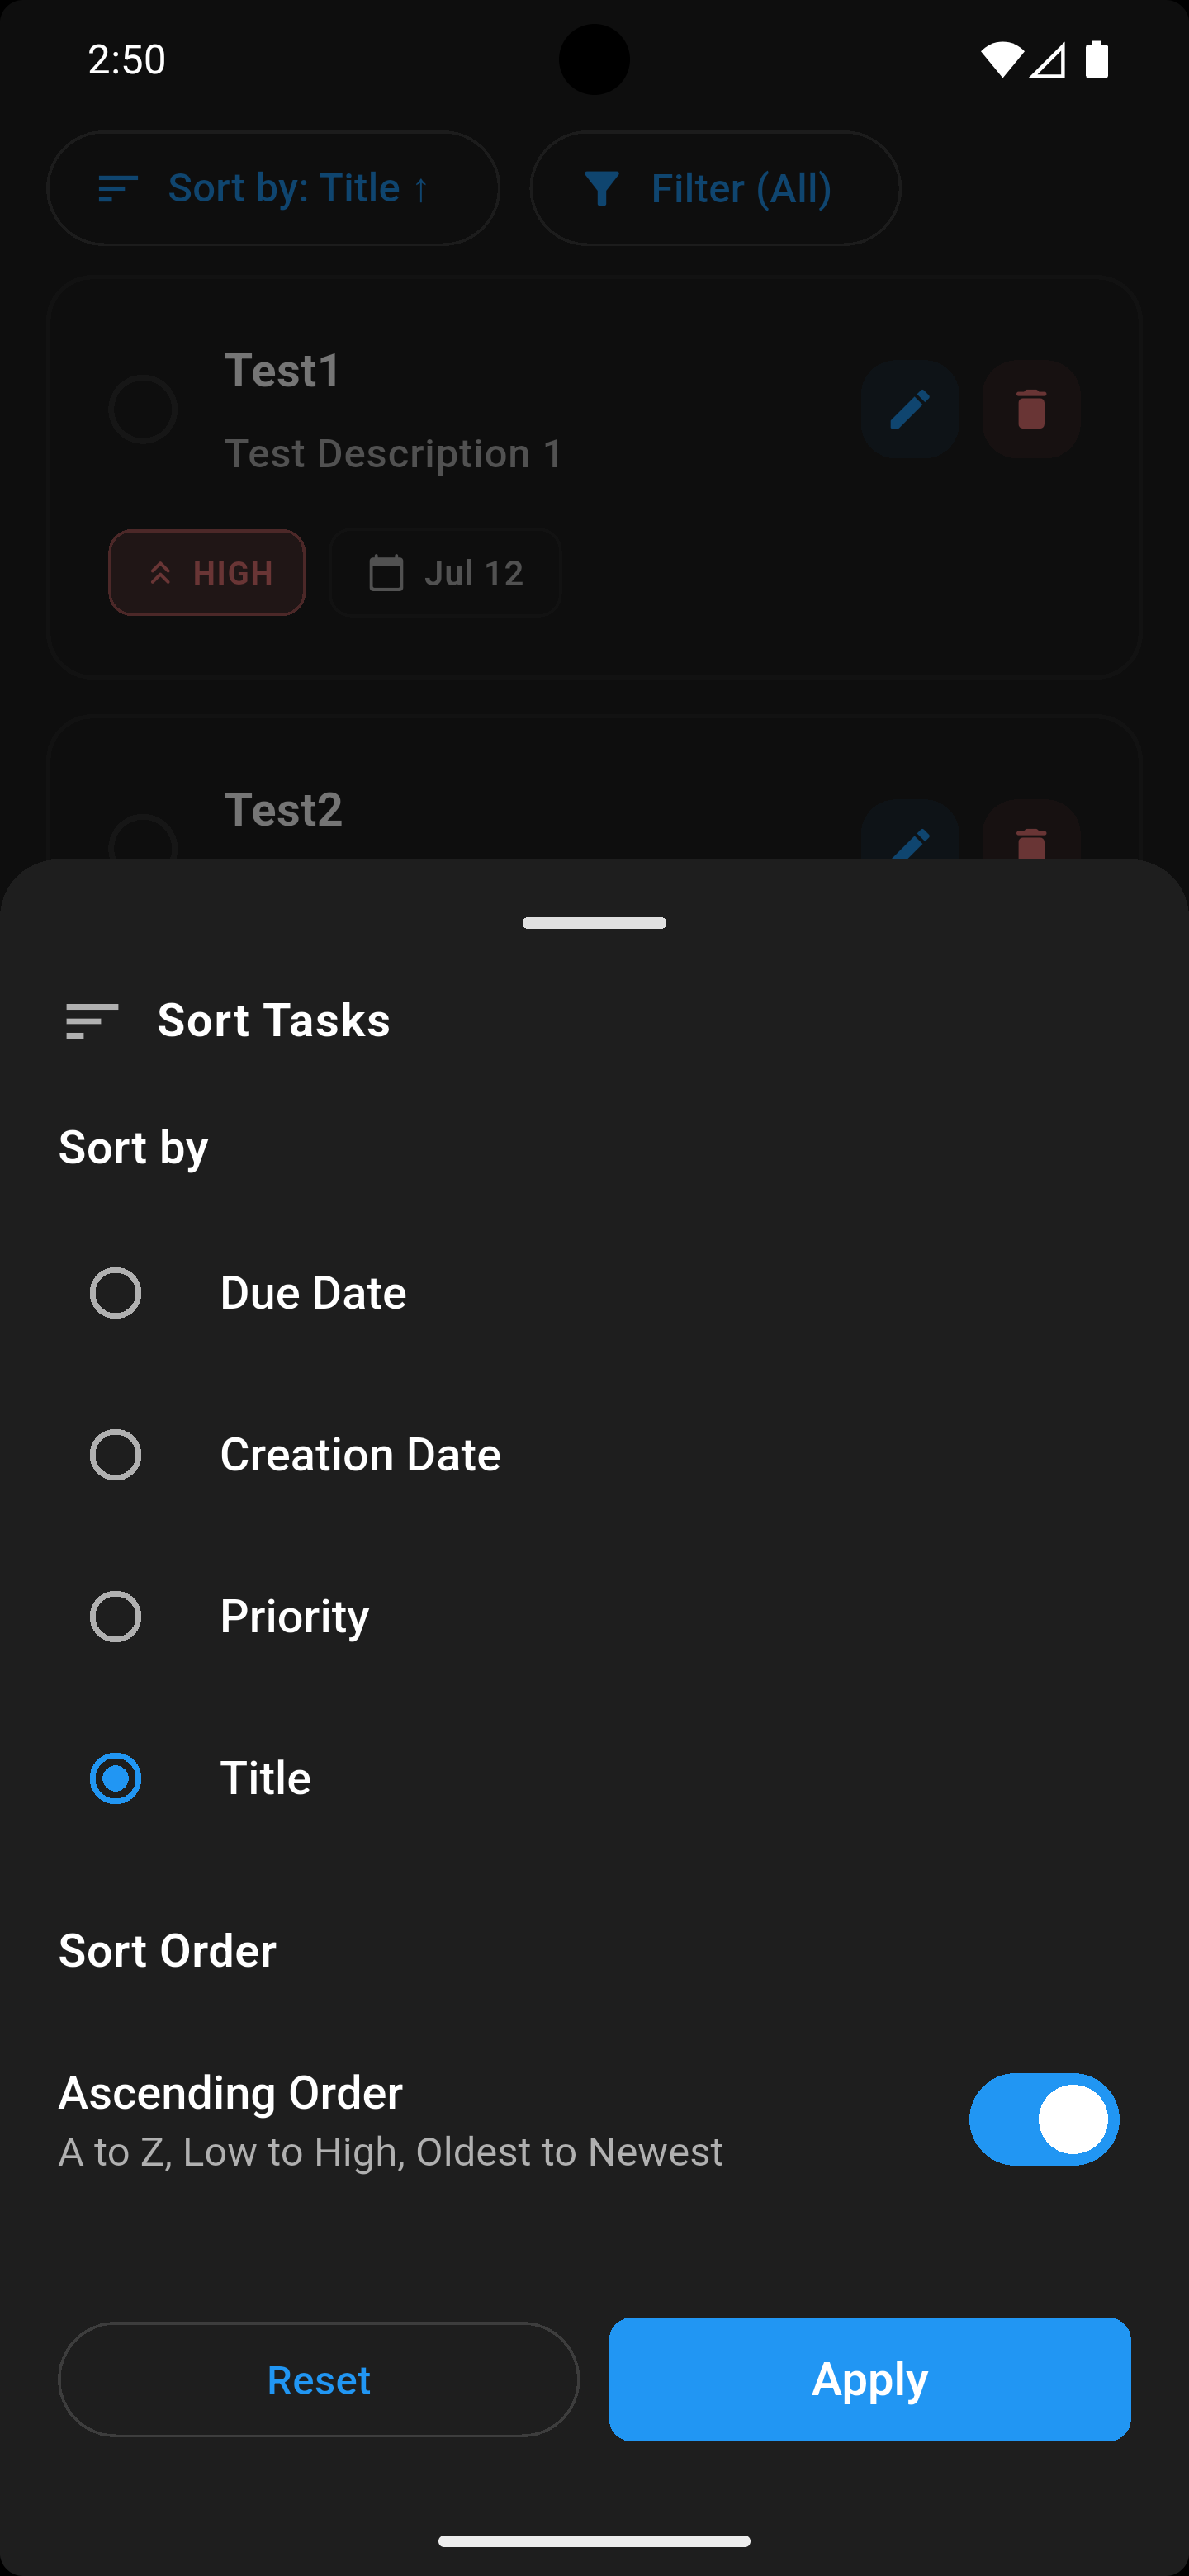 2:50
Sort by: Title ↑
Filter (All)
Test1
Test Description 1
HIGH
Jul 12
Test2
Sort Tasks
Sort by
Due Date
Creation Date
Priority
Title
Sort Order
Ascending Order
A to Z, Low to High, Oldest to Newest
Reset
Apply